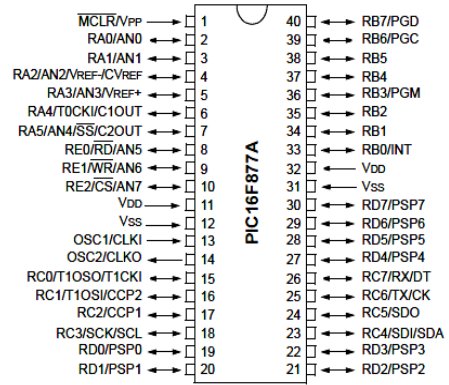 MCLR/VPP 1 40 RB7/PGD
RA0/AN0 2 39 RB6/PGC
RA1/AN1 3 38 RB5
RA2/AN2/VREF-/CVREF 4 37 RB4
RA3/AN3/VREF+ 5 36 RB3/PGM
RA4/T0CKI/C1OUT 6 35 RB2
RA5/AN4/SS/C2OUT 7 34 RB1
RE0/RD/AN5 8 33 RB0/INT
RE1/WR/AN6 9 32 VDD
RE2/CS/AN7 10 31 VSS
VDD 11 30 RD7/PSP7
VSS 12 29 RD6/PSP6
OSC1/CLKI 13 28 RD5/PSP5
OSC2/CLKO 14 27 RD4/PSP4
RC0/T1OSO/T1CKI 15 26 RC7/RX/DT
RC1/T1OSI/CCP2 16 25 RC6/TX/CK
RC2/CCP1 17 24 RC5/SDO
RC3/SCK/SCL 18 23 RC4/SDI/SDA
RD0/PSP0 19 22 RD3/PSP3
RD1/PSP1 20 21 RD2/PSP2
PIC16F877A